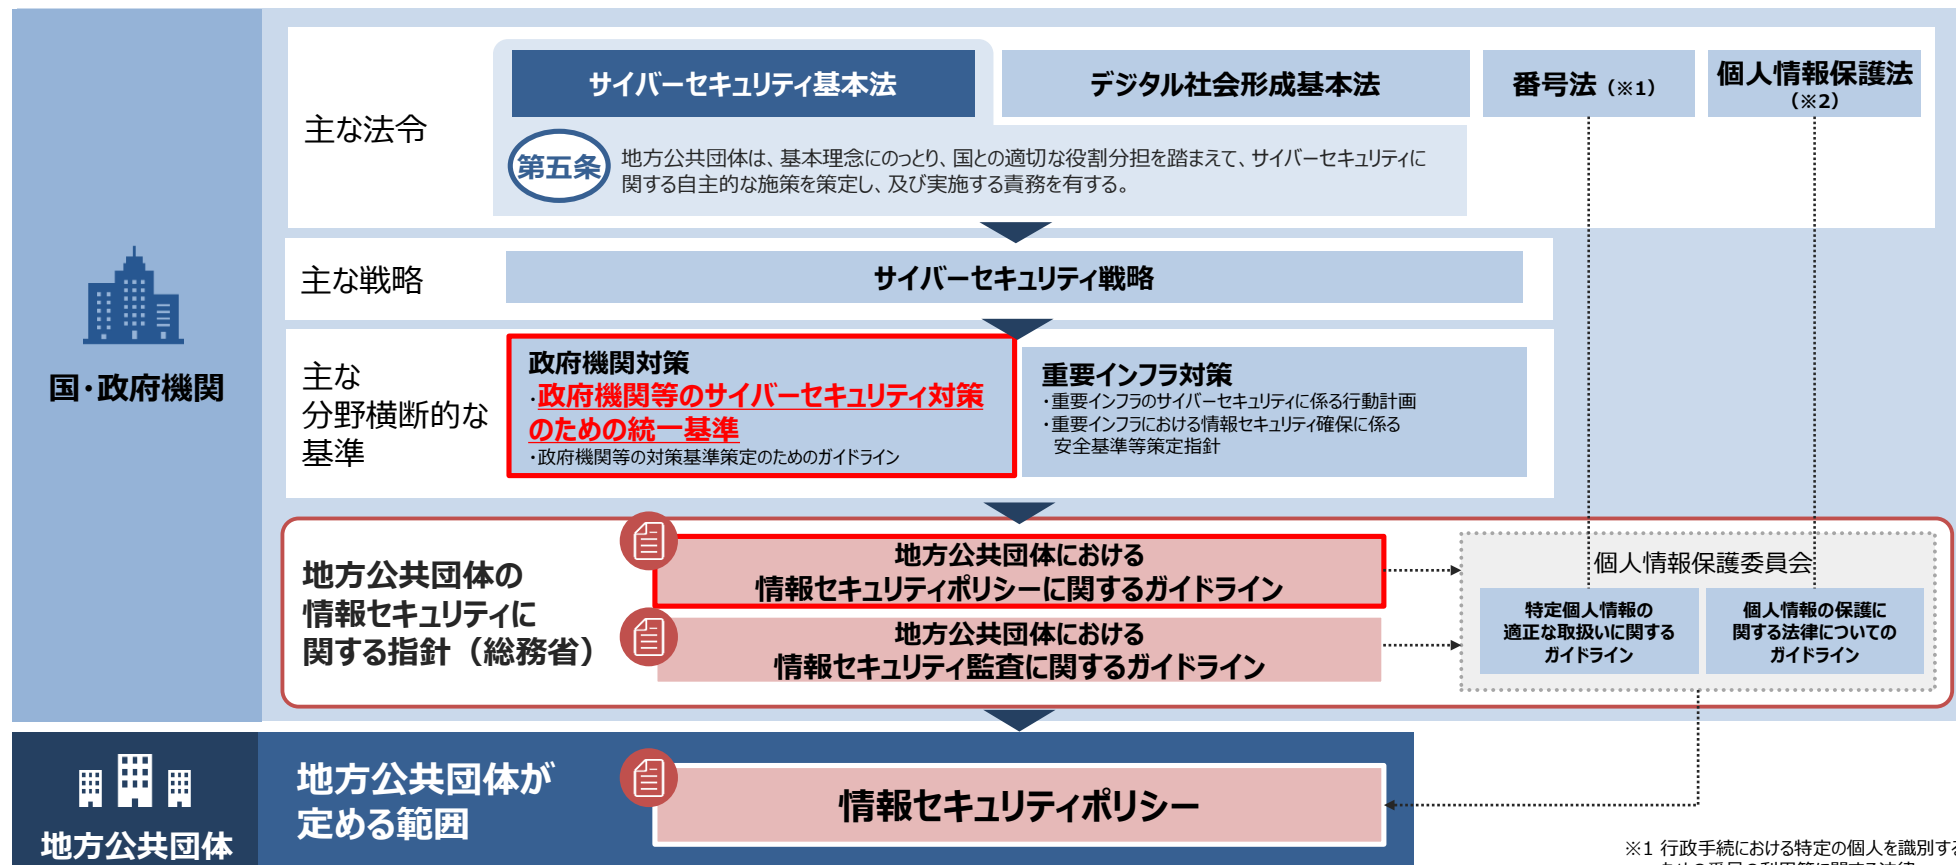 国・政府機関
主な法令
サイバーセキュリティ基本法
デジタル社会形成基本法
番号法（※1）
個人情報保護法
（※2）
第五条
地方公共団体は、基本理念にのっとり、国との適切な役割分担を踏まえて、サイバーセキュリティに
関する自主的な施策を策定し、及び実施する責務を有する。
主な戦略
サイバーセキュリティ戦略
主な
分野横断的な
基準
政府機関対策
・政府機関等のサイバーセキュリティ対策
のための統一基準
・政府機関等の対策基準策定のためのガイドライン
重要インフラ対策
・重要インフラのサイバーセキュリティに係る行動計画
・重要インフラにおける情報セキュリティ確保に係る
安全基準等策定指針
地方公共団体の
情報セキュリティに
関する指針（総務省）
地方公共団体における
情報セキュリティポリシーに関するガイドライン
地方公共団体における
情報セキュリティ監査に関するガイドライン
個人情報保護委員会
特定個人情報の
適正な取扱いに関する
ガイドライン
個人情報の保護に
関する法律についての
ガイドライン
地方公共団体
地方公共団体が
定める範囲
情報セキュリティポリシー
※1 行政手続における特定の個人を識別す